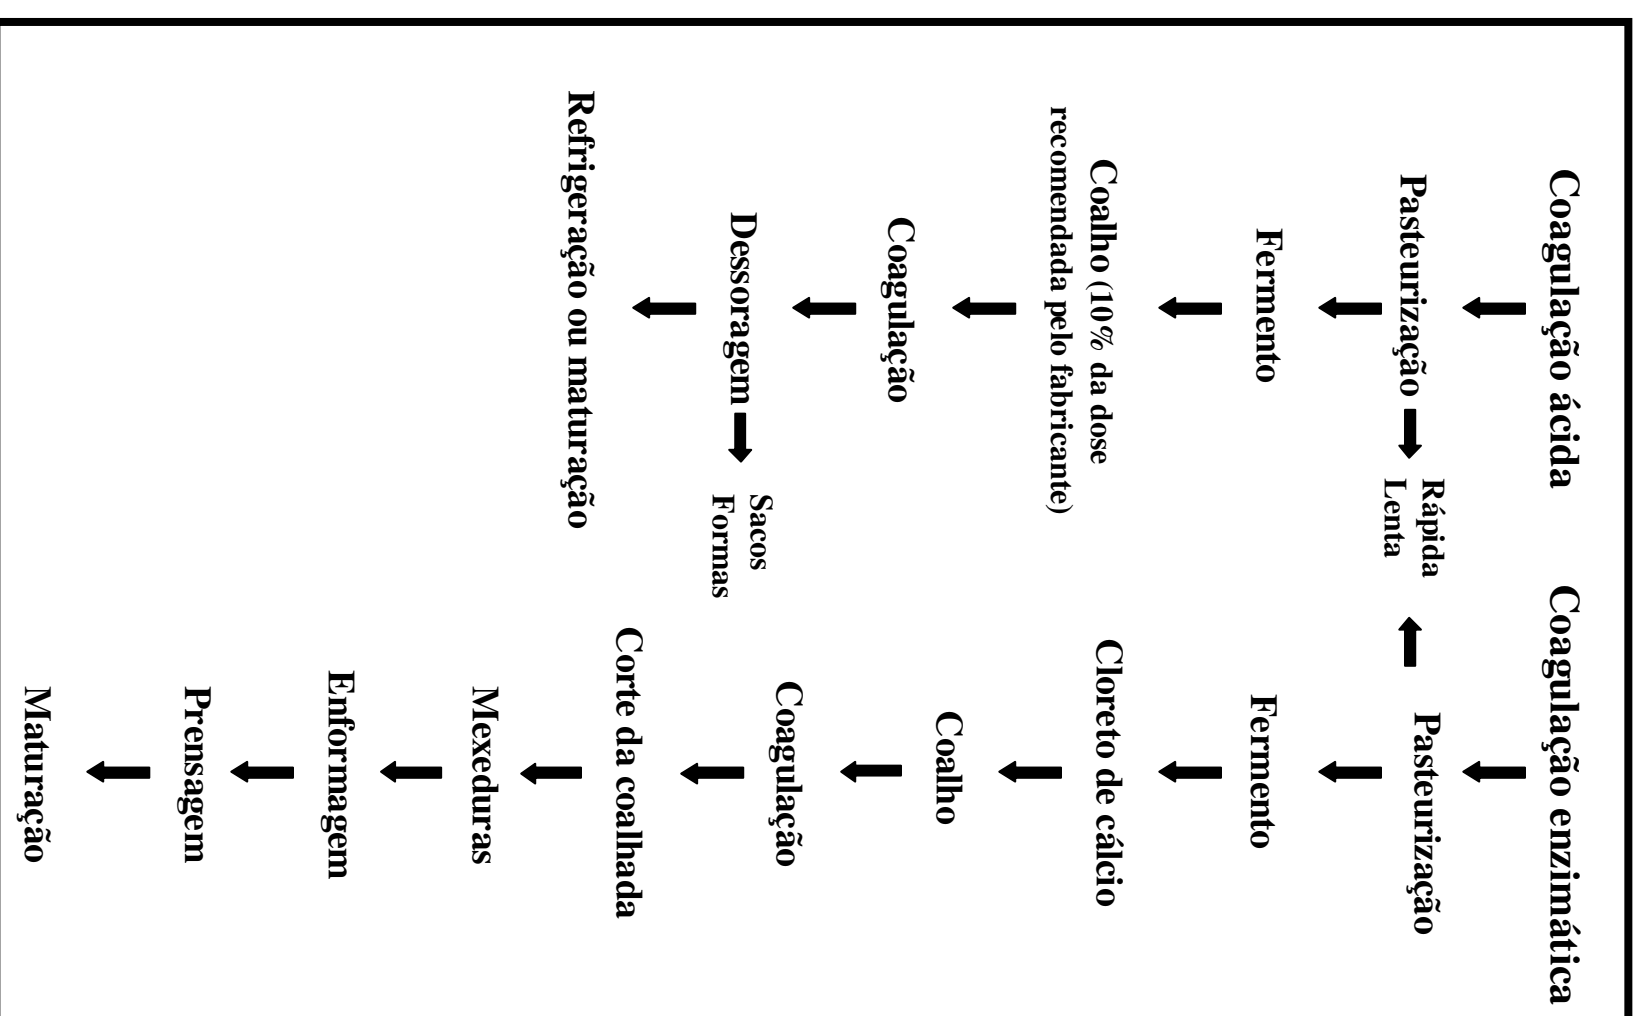 Coagulação ácida
Pasteurização
Rápida
Lenta
Fermento
Coalho (10% da dose
recomendada pelo fabricante)
Coagulação
Dessoragem
Sacos
Formas
Refrigeração ou maturação
Coagulação enzimática
Pasteurização
Fermento
Cloreto de cálcio
Coalho
Coagulação
Corte da coalhada
Mexeduras
Enformagem
Prensagem
Maturação